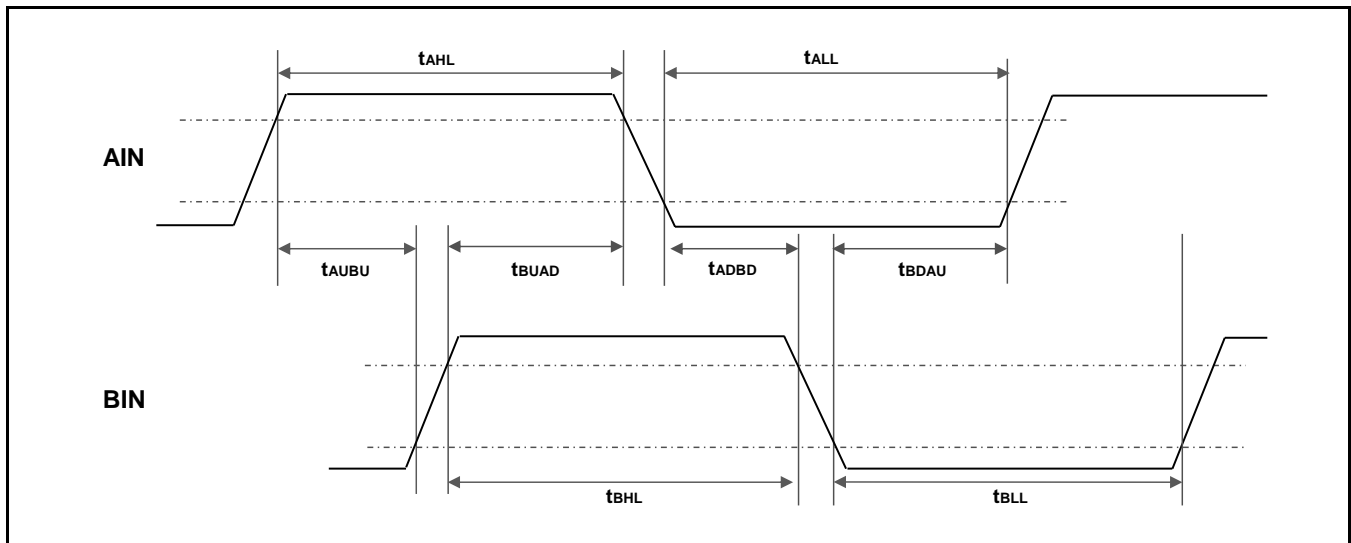 tAHL
tALL
AIN
tAUBU
tBUAD
tADBD
tBDAU
BIN
tBHL
tBLL